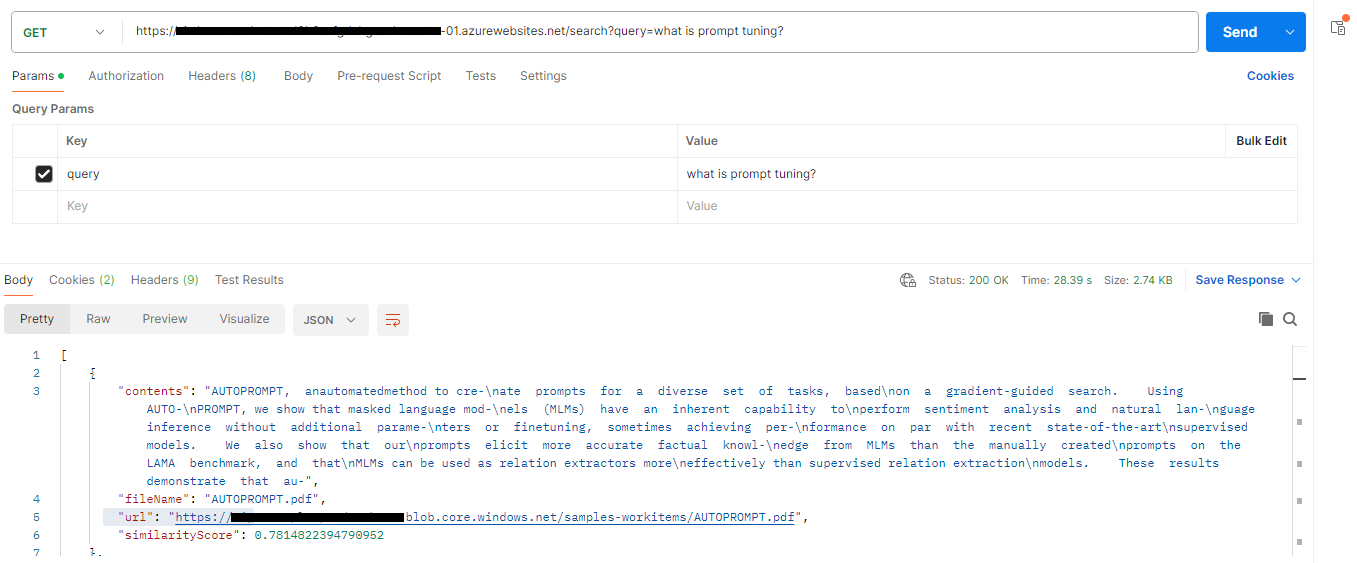 GET
https:// -01.azurewebsites.net/search?query=what is prompt tuning?
Send
Params
Authorization
Headers (8)
Body
Pre-request Script
Tests
Settings
Cookies
Query Params
Key
Value
Bulk Edit
query
what is prompt tuning?
Key
Value
Body
Cookies (2)
Headers (9)
Test Results
Status: 200 OK
Time: 28.39 s
Size: 2.74 KB
Save Response
Pretty
Raw
Preview
Visualize
JSON
1 [
2 {
3 "contents": "AUTOPROMPT, anautomatedmethod to cre-\nate prompts for a diverse set of tasks, based\non a gradient-guided search. Using
AUTO-\nPROMPT, we show that masked language mod-\nels (MLMs) have an inherent capability to\nperform sentiment analysis and natural lan-\nguage
inference without additional parame-\nters or finetuning, sometimes achieving per-\nformance on par with recent state-of-the-art\nsupervised
models. We also show that our\nprompts elicit more accurate factual knowl-\nedge from MLMs than the manually created\nprompts on the
LAMA benchmark, and that\nMLMs can be used as relation extractors more\neffectively than supervised relation extraction\nmodels. These results
demonstrate that au-",
4 "fileName": "AUTOPROMPT.pdf",
5 "url": "https:// blob.core.windows.net/samples-workitems/AUTOPROMPT.pdf",
6 "similarityScore": 0.7814822394790952
7 },